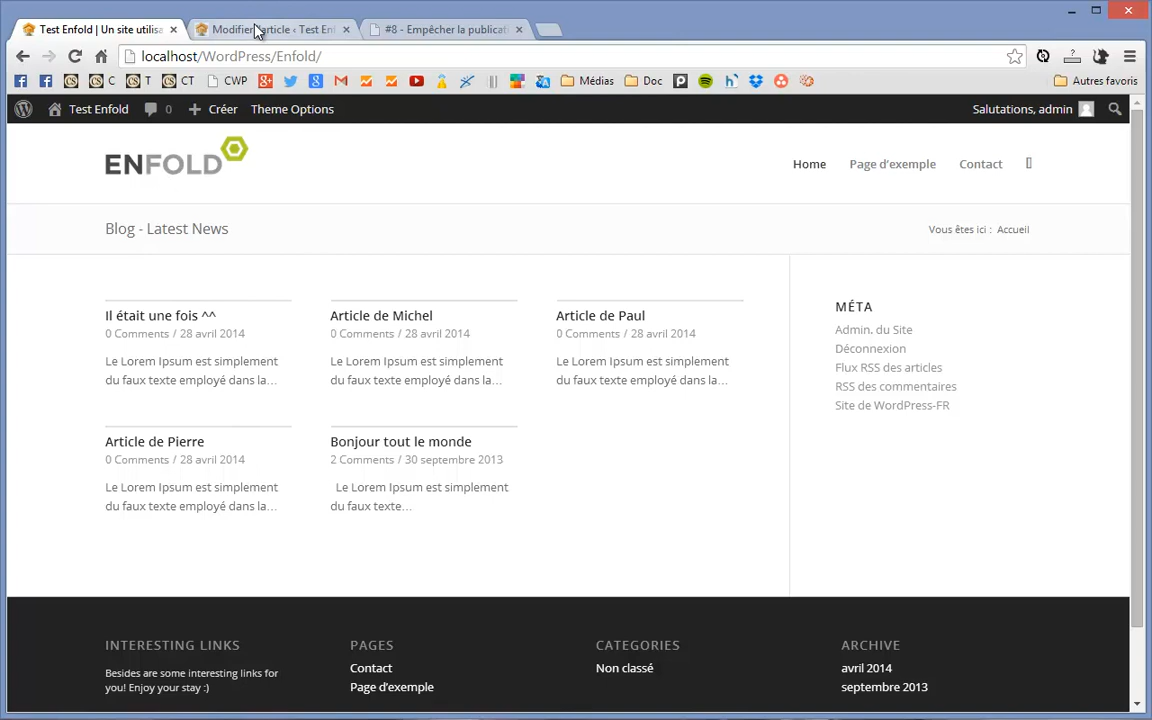 Test Enfold | Un site utilisa
Modifier article ‹ Test Enf
#8 - Empêcher la publicati
localhost/WordPress/Enfold/
C T CT CWP Médias Doc Autres favoris
Test Enfold 0 Créer Theme Options Salutations, admin
ENFOLD
Home Page d'exemple Contact
Blog - Latest News
Vous êtes ici : Accueil
Il était une fois ^^
0 Comments / 28 avril 2014
Le Lorem Ipsum est simplement
du faux texte employé dans la...
Article de Michel
0 Comments / 28 avril 2014
Le Lorem Ipsum est simplement
du faux texte employé dans la...
Article de Paul
0 Comments / 28 avril 2014
Le Lorem Ipsum est simplement
du faux texte employé dans la...
Article de Pierre
0 Comments / 28 avril 2014
Le Lorem Ipsum est simplement
du faux texte employé dans la...
Bonjour tout le monde
2 Comments / 30 septembre 2013
Le Lorem Ipsum est simplement
du faux texte...
MÉTA
Admin. du Site
Déconnexion
Flux RSS des articles
RSS des commentaires
Site de WordPress-FR
INTERESTING LINKS
Besides are some interesting links for
you! Enjoy your stay :)
PAGES
Contact
Page d'exemple
CATEGORIES
Non classé
ARCHIVE
avril 2014
septembre 2013